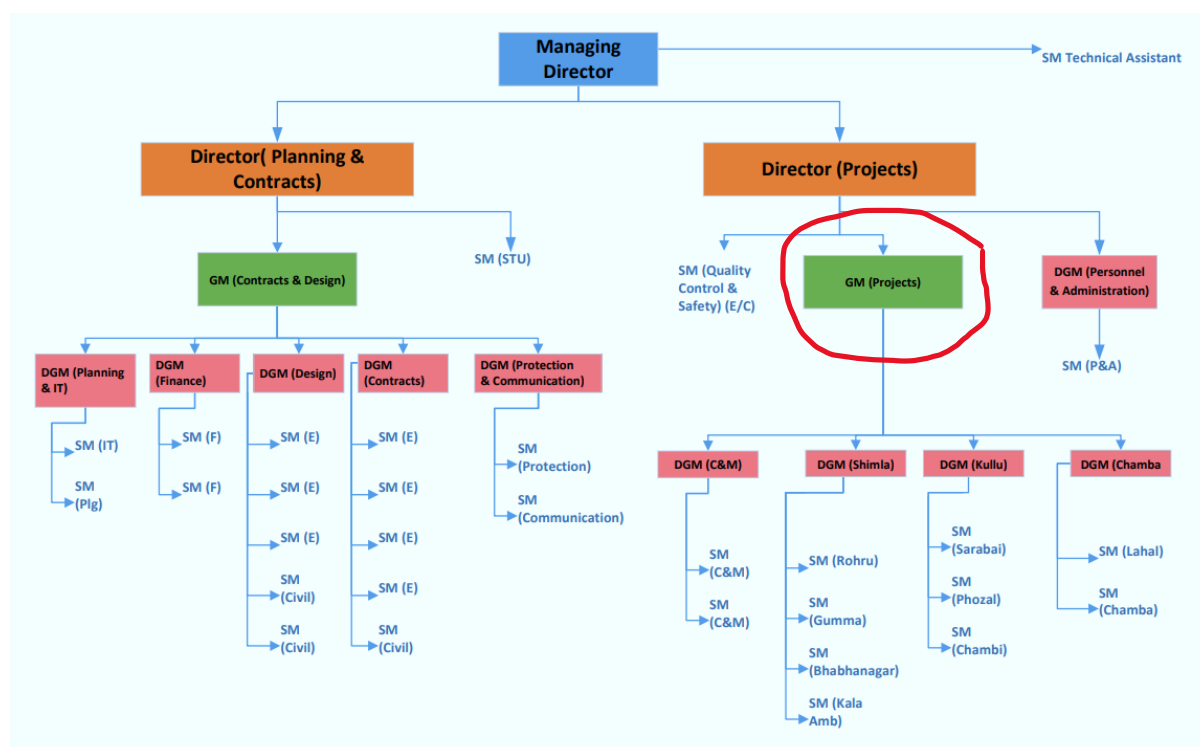 Managing
Director
SM Technical Assistant
Director( Planning &
Contracts)
Director (Projects)
SM (STU)
GM (Contracts & Design)
SM (Quality
Control &
Safety) (E/C)
GM (Projects)
DGM (Personnel
& Administration)
SM (P&A)
DGM (Planning
& IT)
DGM
(Finance)
DGM (Design)
DGM
(Contracts)
DGM (Protection
& Communication)
SM (IT)
SM
(Plg)
SM (F)
SM (F)
SM (E)
SM (E)
SM (E)
SM
(Civil)
SM
(Civil)
SM (E)
SM (E)
SM (E)
SM (E)
SM
(Civil)
SM
(Protection)
SM
(Communication)
DGM (C&M)
DGM (Shimla)
DGM (Kullu)
DGM (Chamba
SM
(C&M)
SM
(C&M)
SM (Rohru)
SM
(Gumma)
SM
(Bhabhanagar)
SM (Kala
Amb)
SM
(Sarabai)
SM
(Phozal)
SM
(Chambi)
SM (Lahal)
SM
(Chamba)